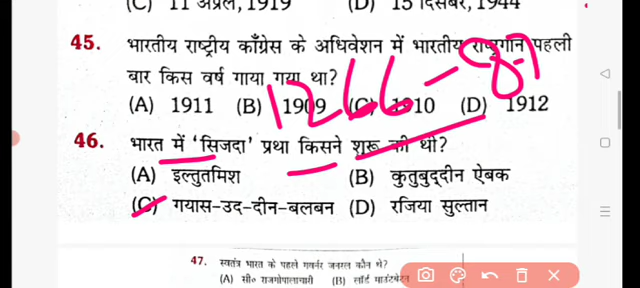 (C) 11 अप्रैल, 1919 (D) 15 दिसंबर, 1944
45. भारतीय राष्ट्रीय काँग्रेस के अधिवेशन में भारतीय राष्ट्रगान पहली
बार किस वर्ष गाया गया था?
1266-87
(A) 1911 (B) 1909 (C) 1910 (D) 1912
46. भारत में 'सिजदा' प्रथा किसने शुरू की थी?
(A) इल्तुतमिश (B) कुतुबुद्दीन ऐबक
(C) गयास-उद-दीन-बलबन (D) रजिया सुल्तान
47. स्वतंत्र भारत के पहले गवर्नर जनरल कौन थे?
(A) सी० राजगोपालाचारी (B) लॉर्ड माउंटबेटन